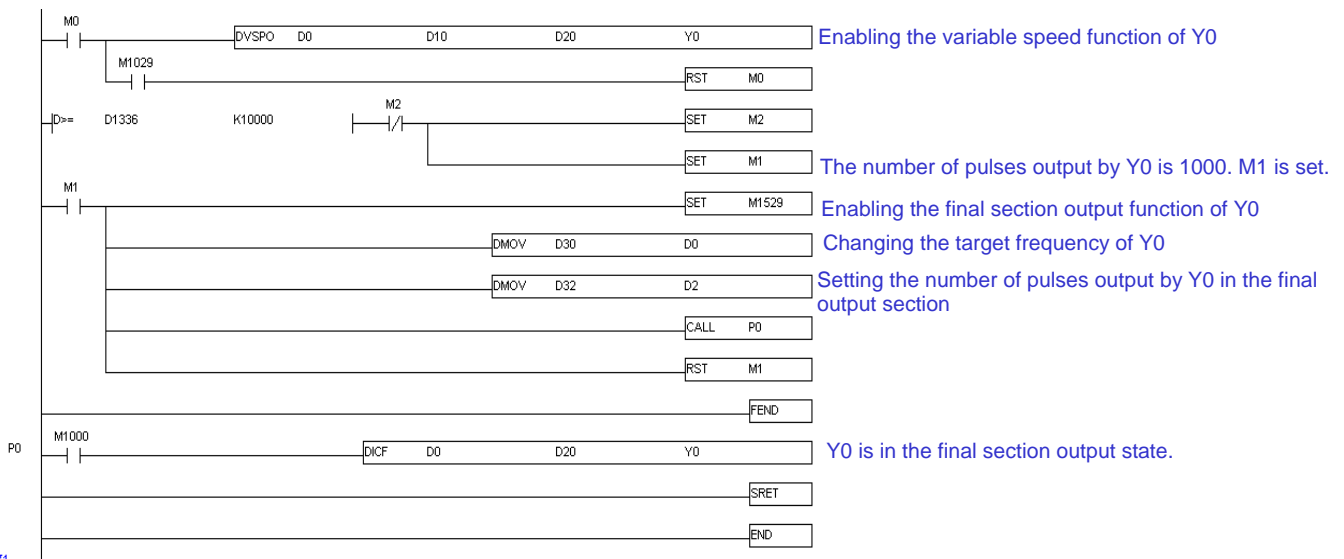 M0
DVSPO D0 D10 D20 Y0 Enabling the variable speed function of Y0
M1029
RST M0
M2
D>= D1336 K10000 SET M2
SET M1 The number of pulses output by Y0 is 1000. M1 is set.
M1
SET M1529 Enabling the final section output function of Y0
DMOV D30 D0 Changing the target frequency of Y0
DMOV D32 D2 Setting the number of pulses output by Y0 in the final
output section
CALL P0
RST M1
FEND
M1000
P0 DICF D0 D20 Y0 Y0 is in the final section output state.
SRET
END